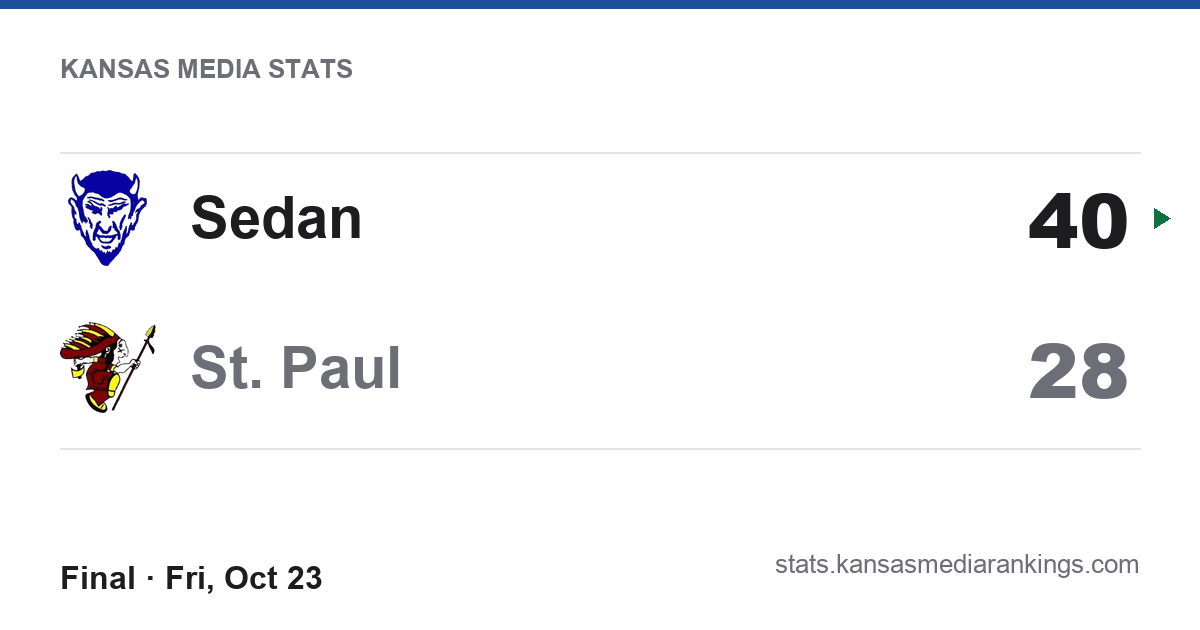 KANSAS MEDIA STATS
Sedan 40
St. Paul 28
Final · Fri, Oct 23
stats.kansasmediarankings.com